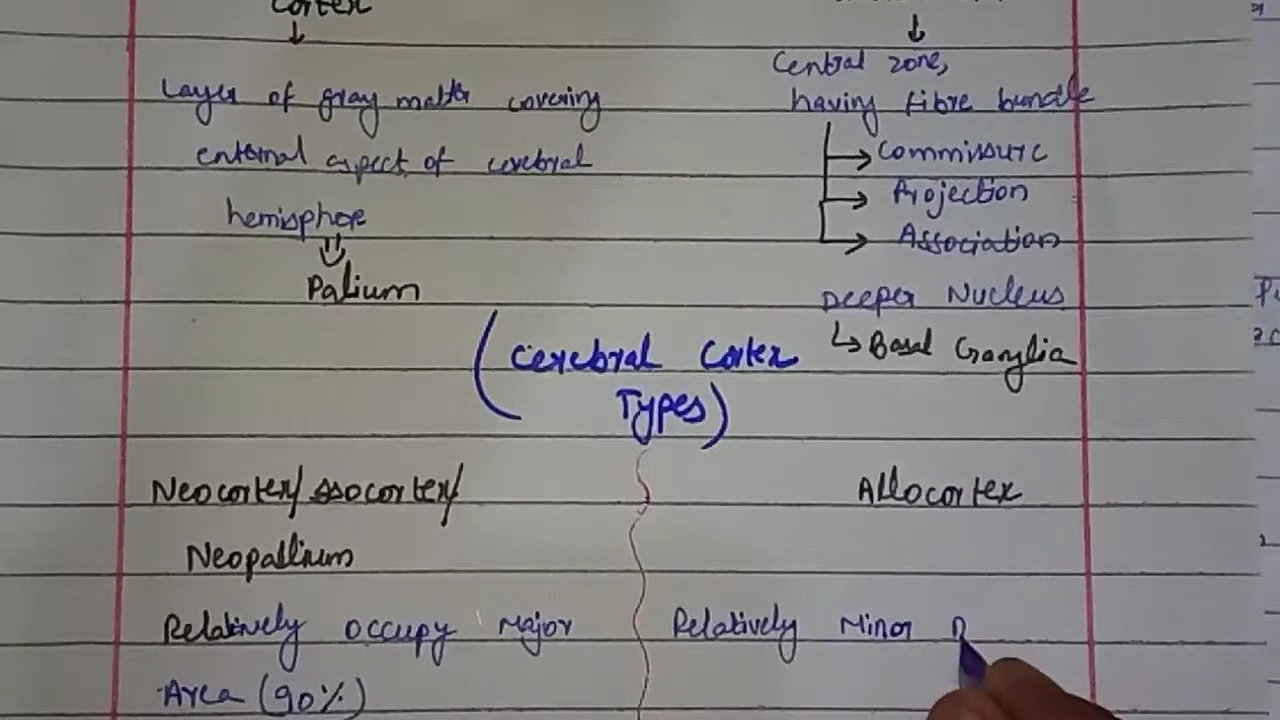 Cortex
Layer of gray matter covering
external aspect of cerebral
hemisphere
Palium
Central zone,
having fibre bundle
Commissure
Projection
Association
Deeper Nucleus
Basal Ganglia
(Cerebral Cortex
Types)
Neocortex/Isocortex/
Neopallium
Relatively occupy Major
Area (90%)
Allocortex
Relatively Minor